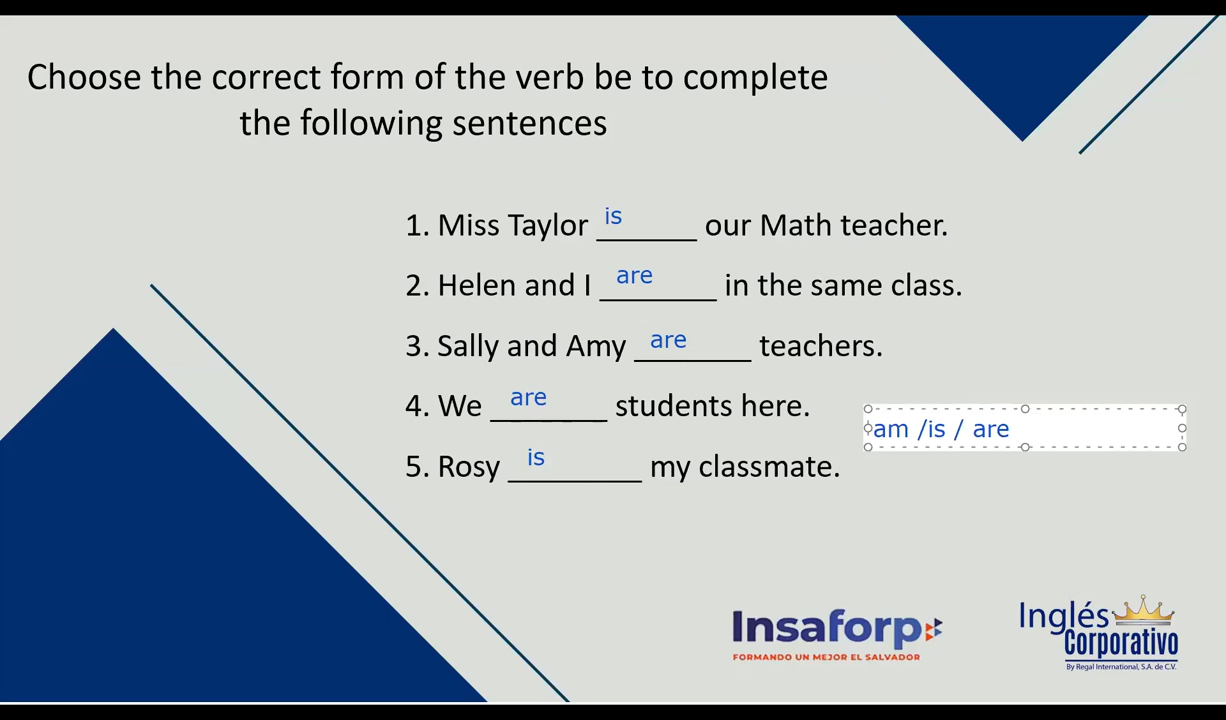 Choose the correct form of the verb be to complete
the following sentences
1. Miss Taylor is our Math teacher.
2. Helen and I are in the same class.
3. Sally and Amy are teachers.
4. We are students here.
am /is / are
5. Rosy is my classmate.
Insaforp
FORMANDO UN MEJOR EL SALVADOR
Inglés
Corporativo
By Regal International, S.A. de C.V.